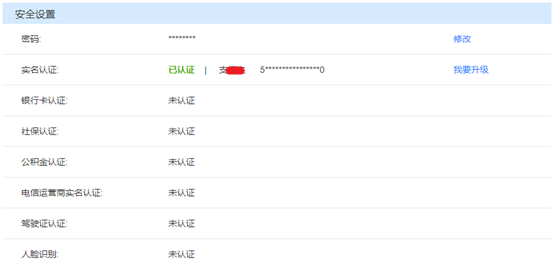 安全设置
密码: ******** 修改
实名认证: 已认证 | 支 5****************0 我要升级
银行卡认证: 未认证
社保认证: 未认证
公积金认证: 未认证
电信运营商实名认证: 未认证
驾驶证认证: 未认证
人脸识别: 未认证